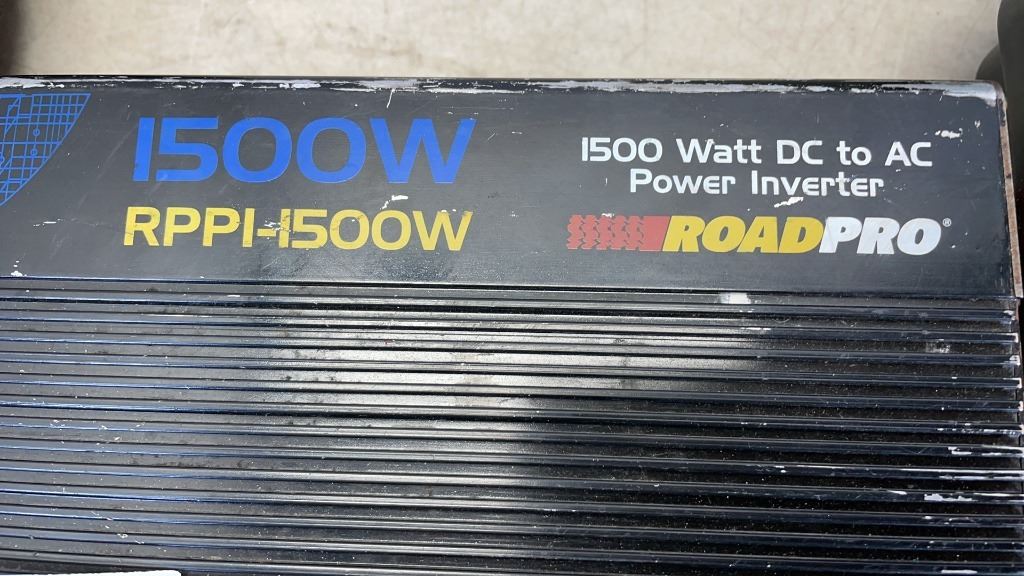 1500W
RPPI-1500W
1500 Watt DC to AC
Power Inverter
ROADPRO®